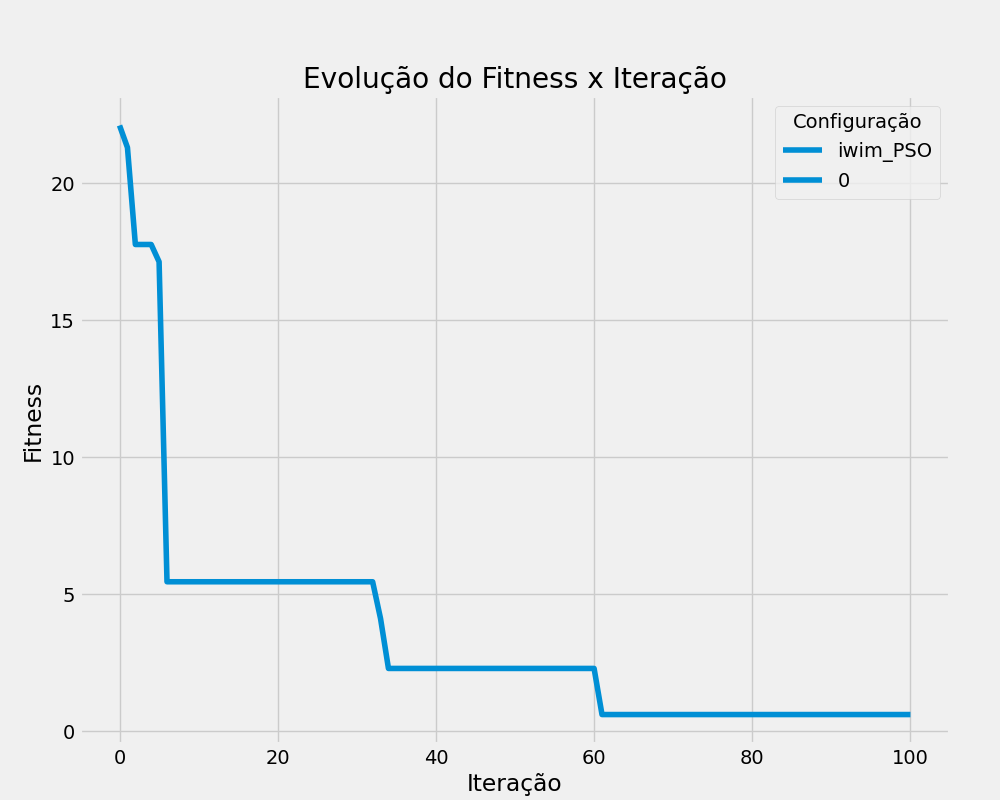 Evolução do Fitness x Iteração
Configuração
iwim_PSO
0
Fitness
20
15
10
5
0
0 20 40 60 80 100
Iteração